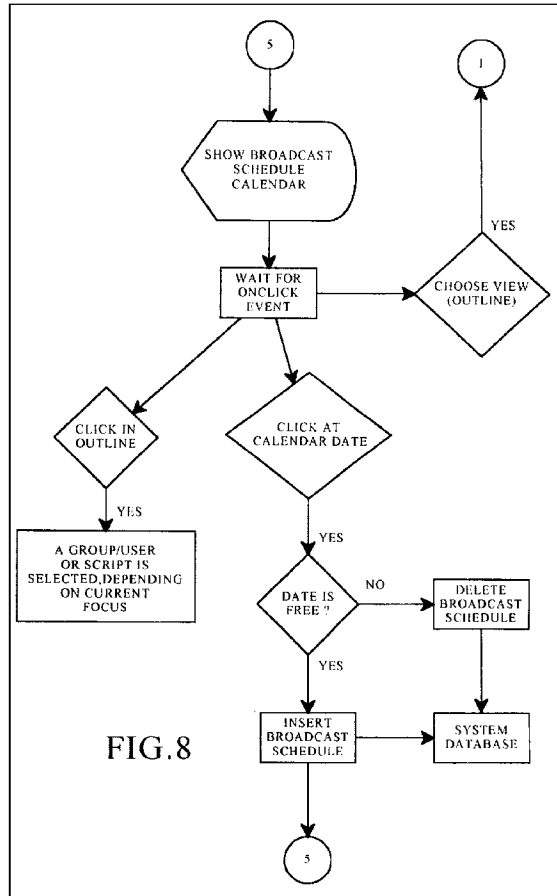 5
1
SHOW BROADCAST
SCHEDULE
CALENDAR
YES
WAIT FOR
ONCLICK
EVENT
CHOOSE VIEW
(OUTLINE)
CLICK IN
OUTLINE
CLICK AT
CALENDAR DATE
YES
A GROUP/USER
OR SCRIPT IS
SELECTED,DEPENDING
ON CURRENT
FOCUS
YES
DATE IS
FREE ?
NO
DELETE
BROADCAST
SCHEDULE
YES
INSERT
BROADCAST
SCHEDULE
SYSTEM
DATABASE
FIG.8
5